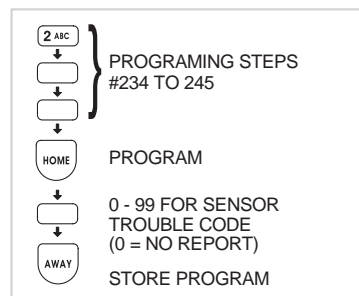 2 ABC
PROGRAMING STEPS
#234 TO 245
HOME
PROGRAM
0 - 99 FOR SENSOR
TROUBLE CODE
(0 = NO REPORT)
AWAY
STORE PROGRAM